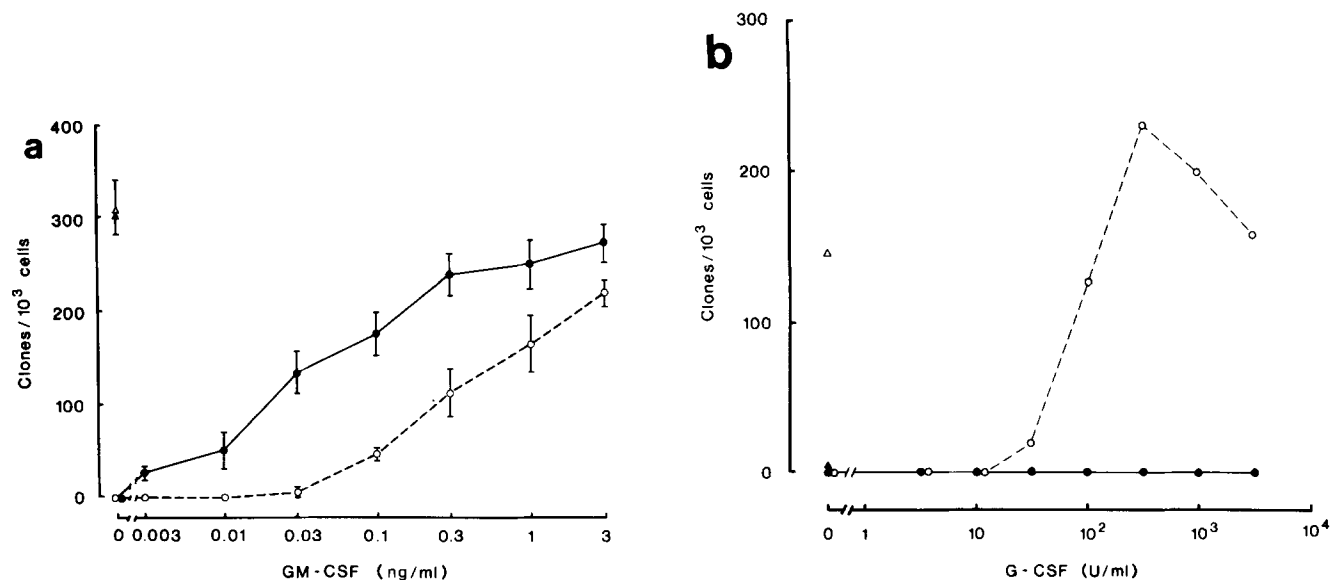 a
Clones/10³ cells
400
300
200
100
0
0 0.003 0.01 0.03 0.1 0.3 1 3
GM-CSF (ng/ml)
b
Clones/10³ cells
300
200
100
0
0 1 10 10² 10³ 10⁴
G-CSF (U/ml)